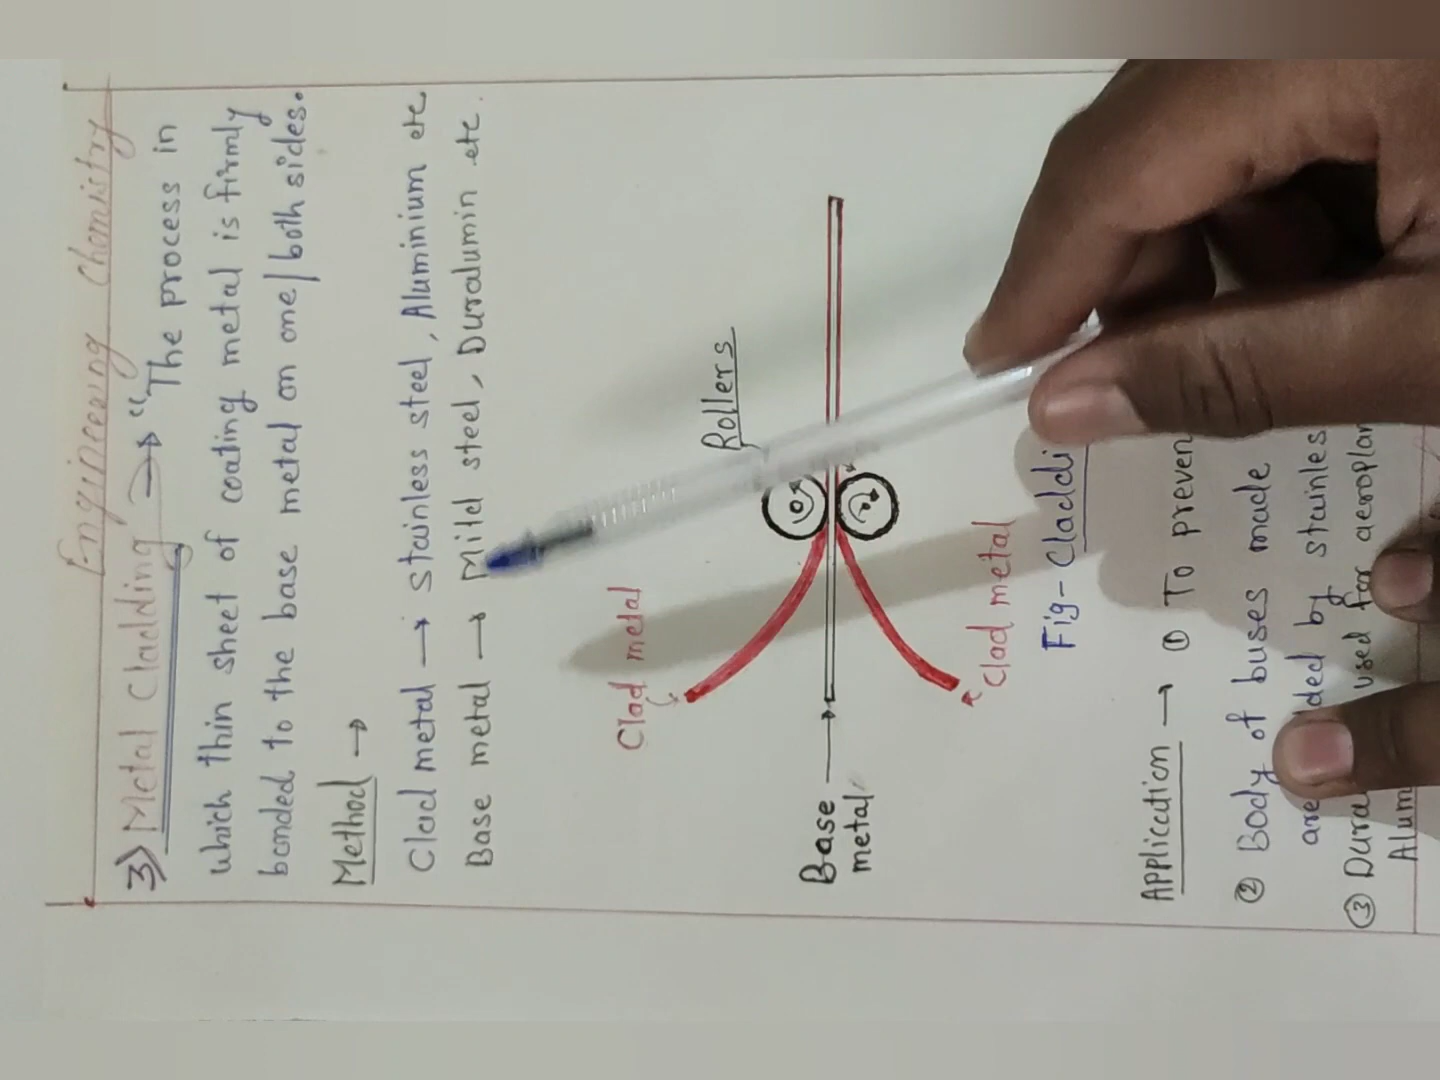 Engineering Chemistry
3) Metal Cladding → "The process in
which thin sheet of coating metal is firmly
bonded to the base metal on one/both sides.
Method →
Clad metal → stainless steel, Aluminium etc
Base metal → Mild steel, Duralumin etc.
Clad metal
Rollers
Base
metal
Clad metal
Fig - Claddi
Application → ① To preven
② Body of buses made
are by stainles
③ used for aeroplan